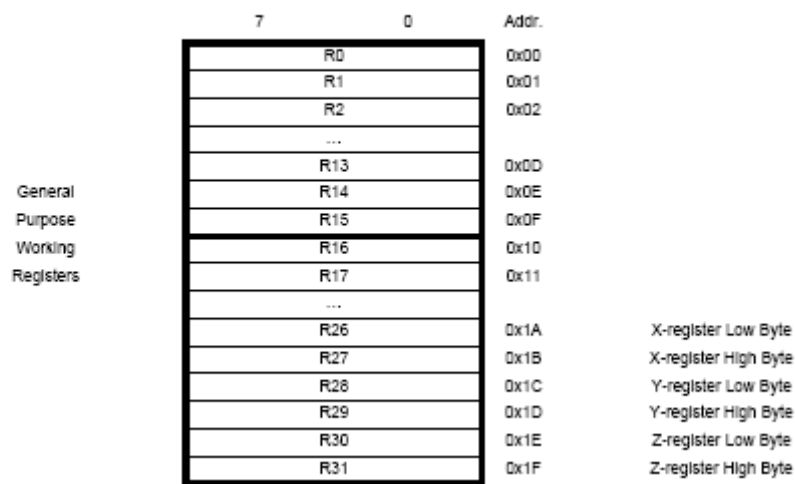 7 0 Addr.
R0 0x00
R1 0x01
R2 0x02
...
R13 0x0D
General R14 0x0E
Purpose R15 0x0F
Working R16 0x10
Registers R17 0x11
...
R26 0x1A X-register Low Byte
R27 0x1B X-register High Byte
R28 0x1C Y-register Low Byte
R29 0x1D Y-register High Byte
R30 0x1E Z-register Low Byte
R31 0x1F Z-register High Byte